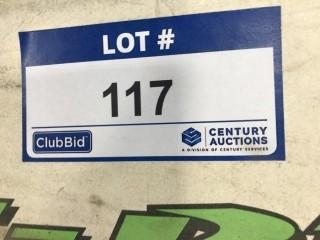 LOT #
117
ClubBid
CENTURY
AUCTIONS
A DIVISION OF CENTURY SERVICES